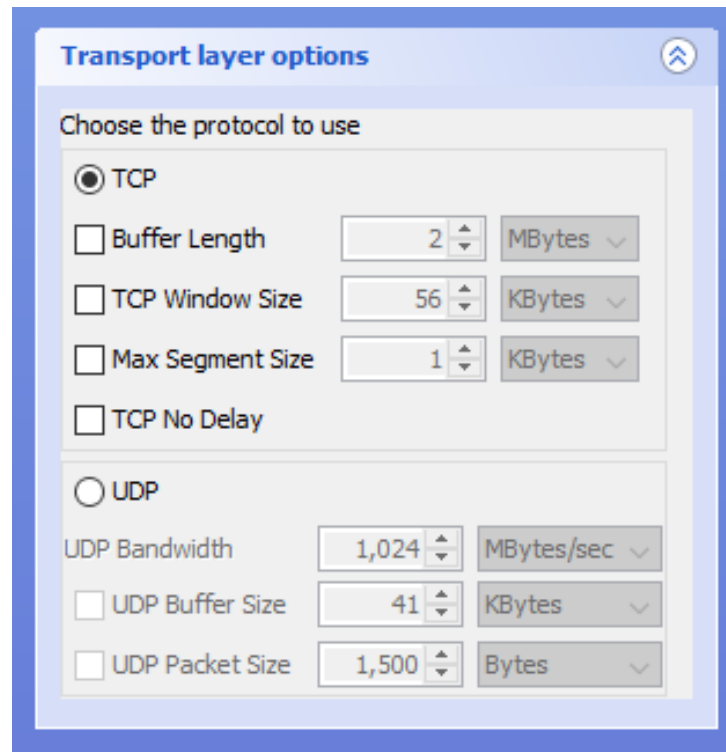 Transport layer options
Choose the protocol to use
TCP
Buffer Length 2 MBytes
TCP Window Size 56 KBytes
Max Segment Size 1 KBytes
TCP No Delay
UDP
UDP Bandwidth 1,024 MBytes/sec
UDP Buffer Size 41 KBytes
UDP Packet Size 1,500 Bytes